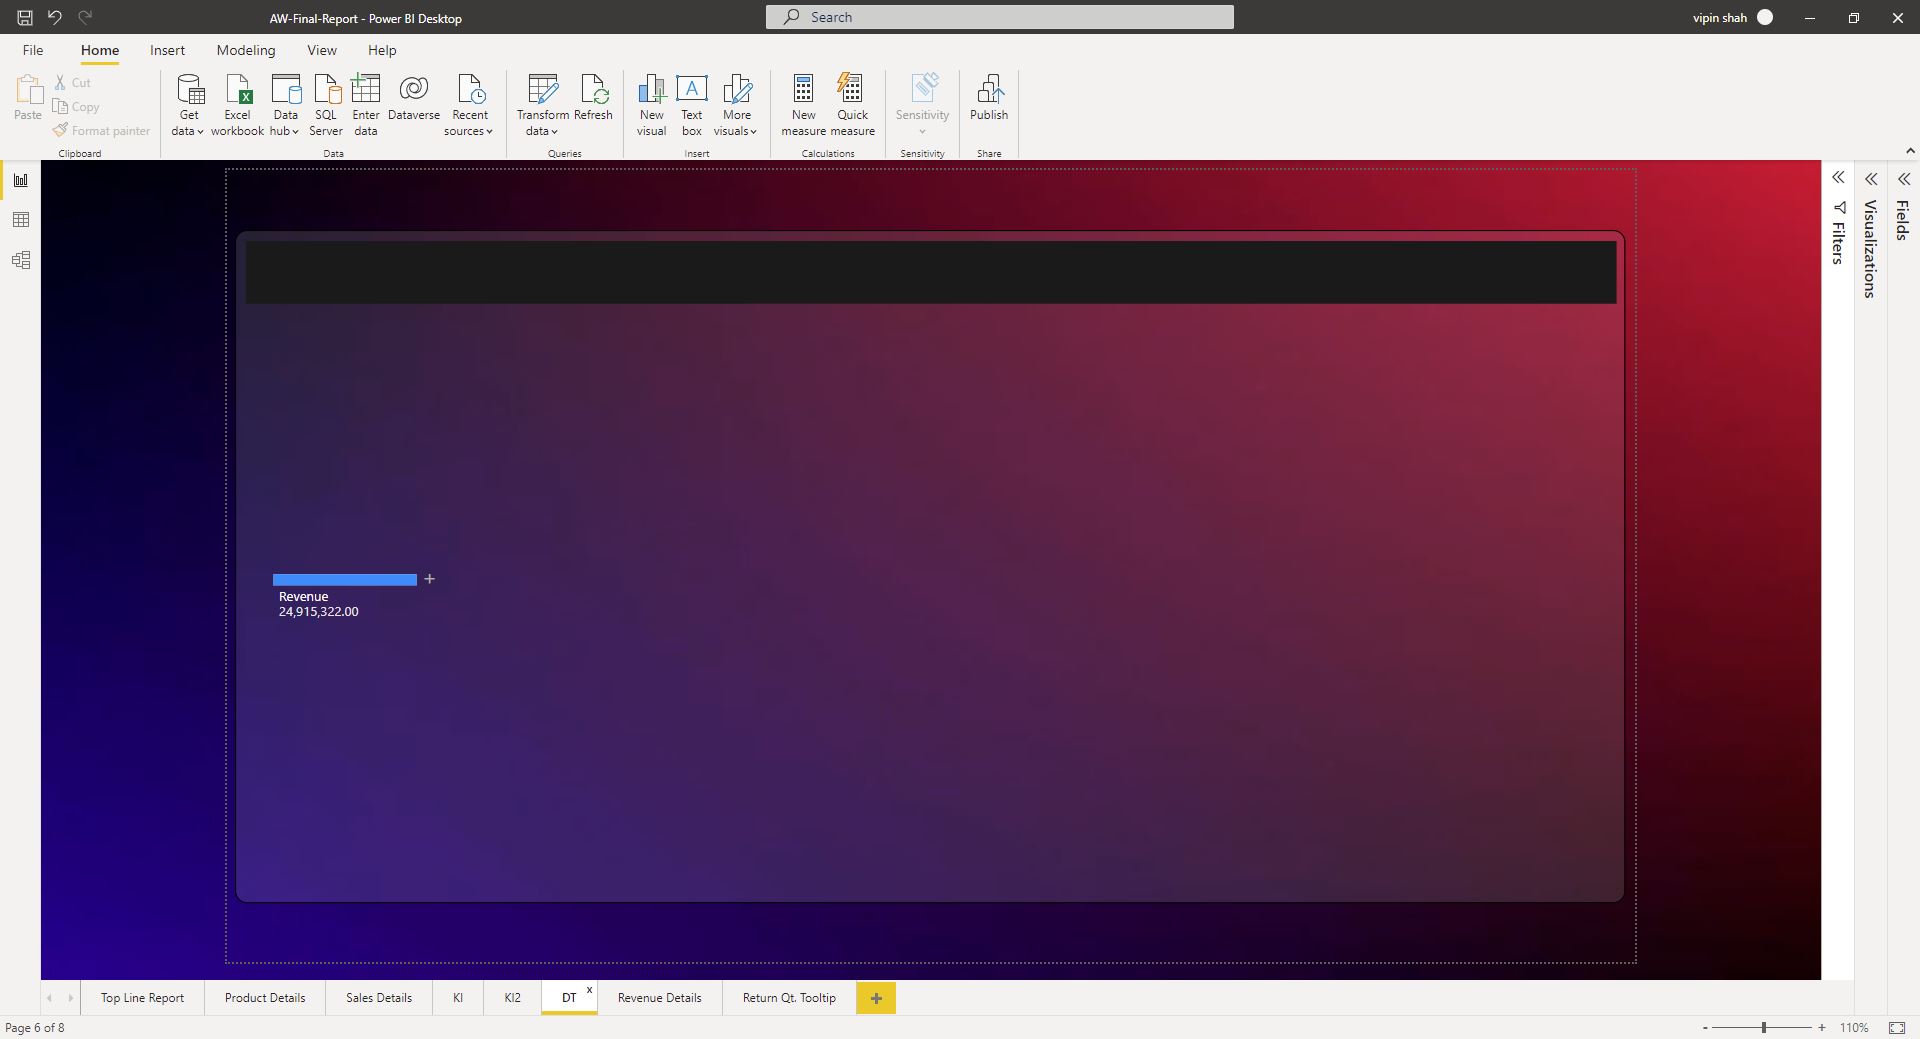 AW-Final-Report - Power BI Desktop
Search
vipin shah
File
Home
Insert
Modeling
View
Help
Paste
Cut
Copy
Format painter
Clipboard
Get
data
Excel
workbook
Data
hub
SQL
Server
Enter
data
Dataverse
Recent
sources
Data
Transform
data
Refresh
Queries
New
visual
Text
box
More
visuals
Insert
New
measure
Quick
measure
Calculations
Sensitivity
Sensitivity
Publish
Share
Filters
Visualizations
Fields
Revenue
24,915,322.00
Top Line Report
Product Details
Sales Details
KI
KI2
DT
Revenue Details
Return Qt. Tooltip
Page 6 of 8
110%